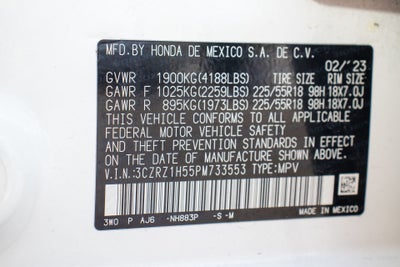 MFD.BY HONDA DE MEXICO S.A. DE C.V.
02/'23
GVWR 1900KG(4188LBS) TIRE SIZE RIM SIZE
GAWR F 1025KG(2259LBS) 225/55R18 98H 18X7.0J
GAWR R 895KG(1973LBS) 225/55R18 98H 18X7.0J
THIS VEHICLE CONFORMS TO ALL APPLICABLE
FEDERAL MOTOR VEHICLE SAFETY
AND THEFT PREVENTION STANDARDS IN EFFECT
ON THE DATE OF MANUFACTURE SHOWN ABOVE.
V.I.N.:3CZRZ1H55PM733553 TYPE:MPV
3W0 P AJ6 -NH883P -S -M MADE IN MEXICO